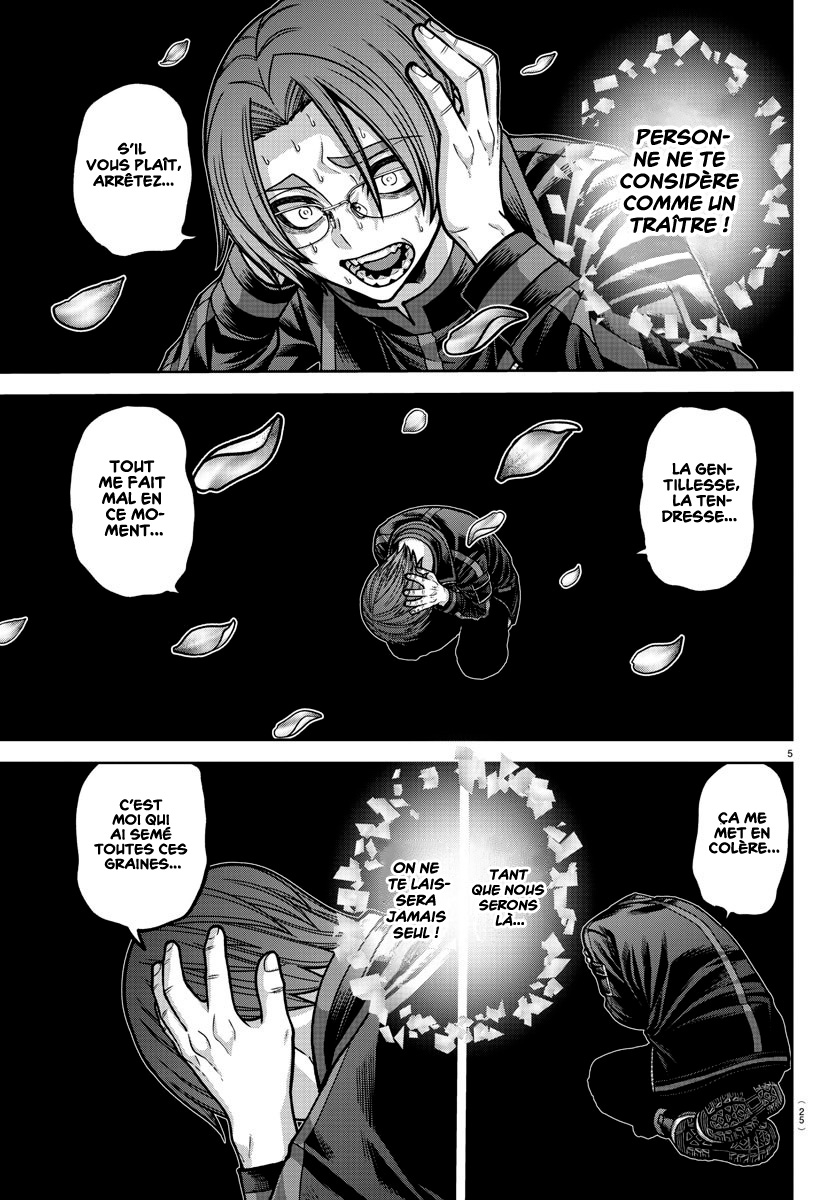 PERSON-
NE NE TE
CONSIDÈRE
COMME UN
TRAÎTRE !
S'IL
VOUS PLAÎT,
ARRÊTEZ...
LA GEN-
TILLESSE,
LA TEN-
DRESSE...
TOUT
ME FAIT
MAL EN
CE MO-
MENT...
5
ÇA ME
MET EN
COLÈRE...
TANT
QUE NOUS
SERONS
LÀ...
ON NE
TE LAIS-
SERA
JAMAIS
SEUL !
C'EST
MOI QUI
AI SEMÉ
TOUTES CES
GRAINES...
(25)